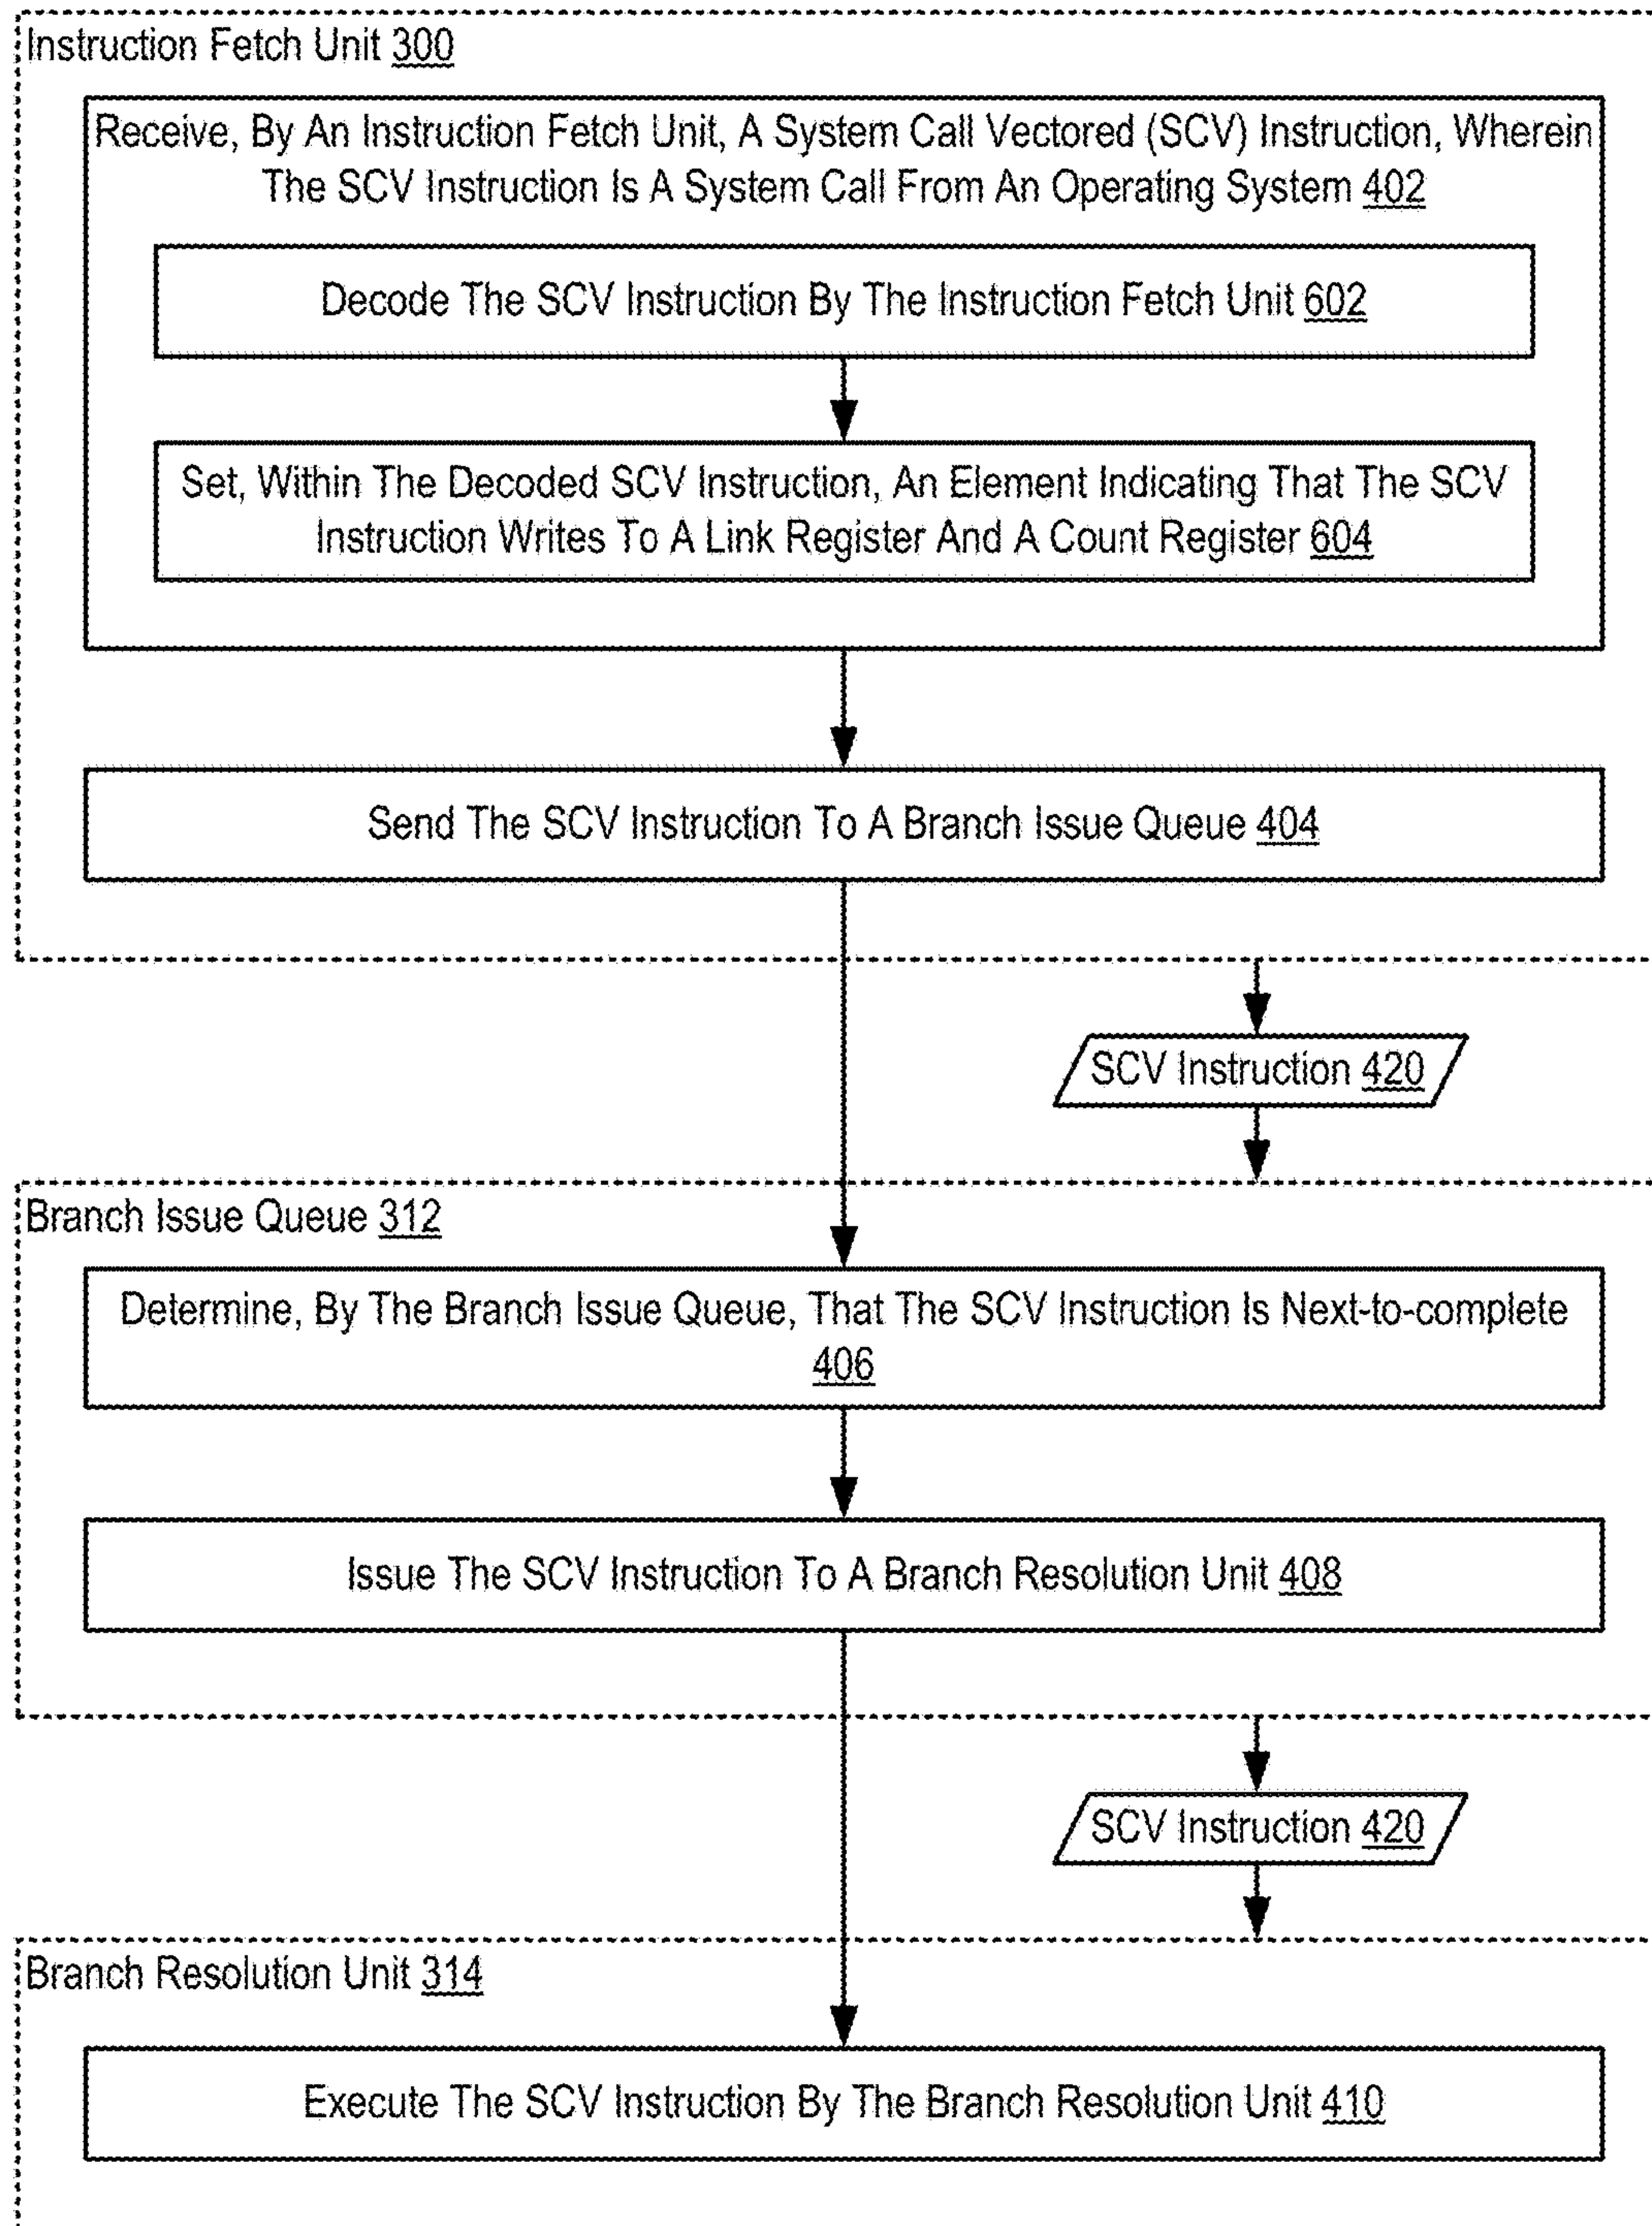 Instruction Fetch Unit 300
Receive, By An Instruction Fetch Unit, A System Call Vectored (SCV) Instruction, Wherein
The SCV Instruction Is A System Call From An Operating System 402
Decode The SCV Instruction By The Instruction Fetch Unit 602
Set, Within The Decoded SCV Instruction, An Element Indicating That The SCV
Instruction Writes To A Link Register And A Count Register 604
Send The SCV Instruction To A Branch Issue Queue 404
SCV Instruction 420
Branch Issue Queue 312
Determine, By The Branch Issue Queue, That The SCV Instruction Is Next-to-complete
406
Issue The SCV Instruction To A Branch Resolution Unit 408
SCV Instruction 420
Branch Resolution Unit 314
Execute The SCV Instruction By The Branch Resolution Unit 410